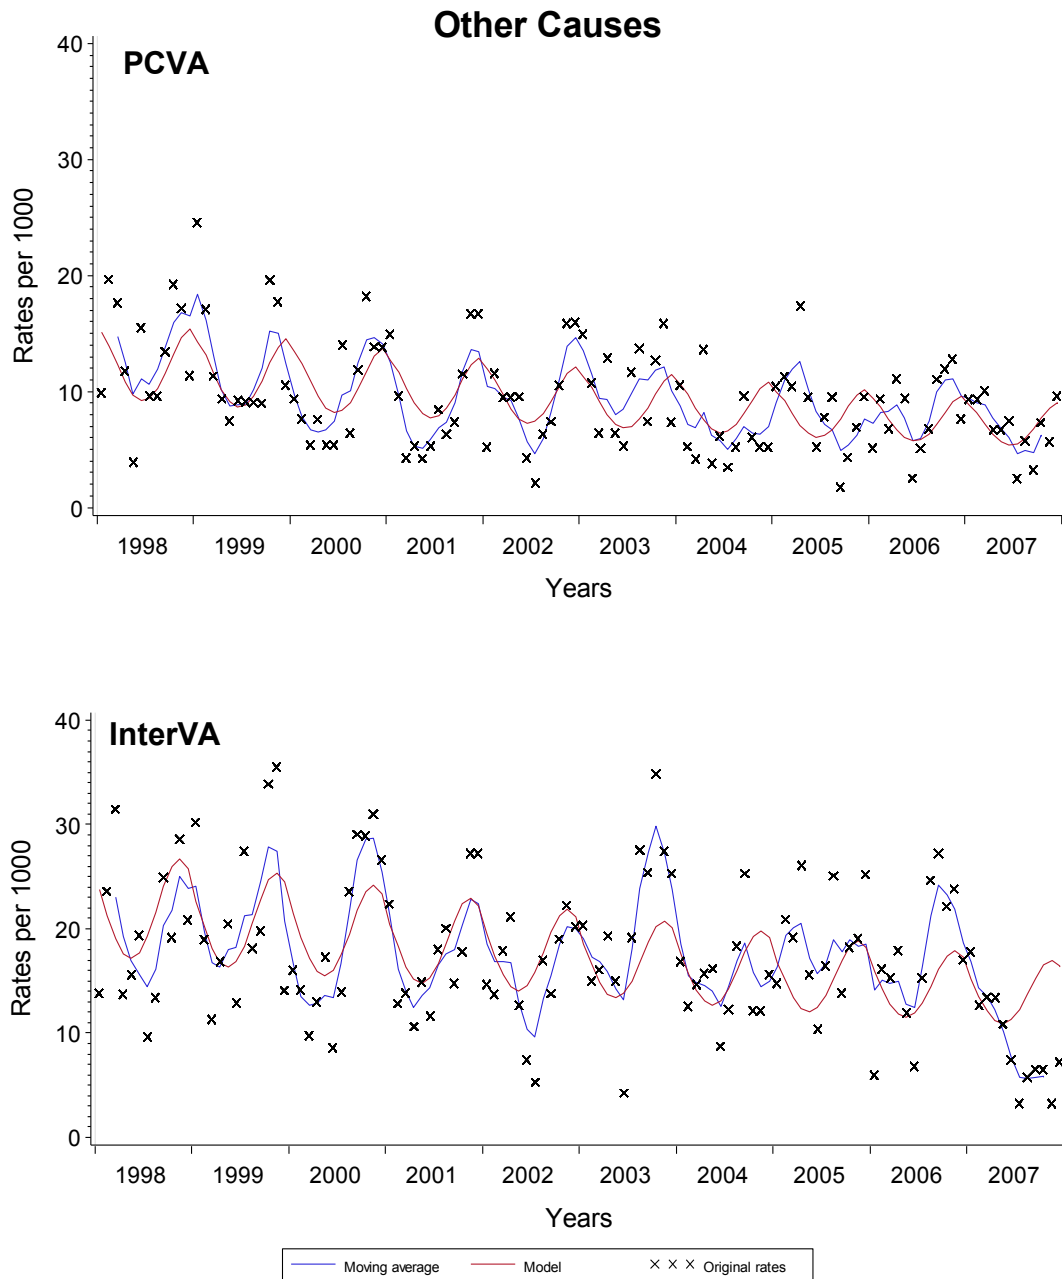 Other Causes
PCVA
40
30
20
10
0
Rates per 1000
1998 1999 2000 2001 2002 2003 2004 2005 2006 2007
Years
InterVA
40
30
20
10
0
Rates per 1000
1998 1999 2000 2001 2002 2003 2004 2005 2006 2007
Years
Moving average Model Original rates